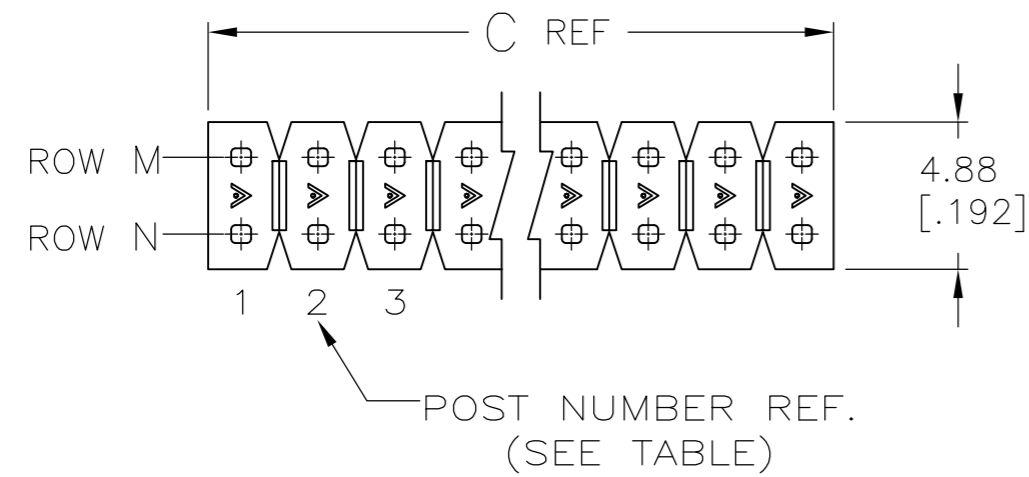 C REF
ROW M
ROW N
4.88
[.192]
1 2 3
POST NUMBER REF.
(SEE TABLE)